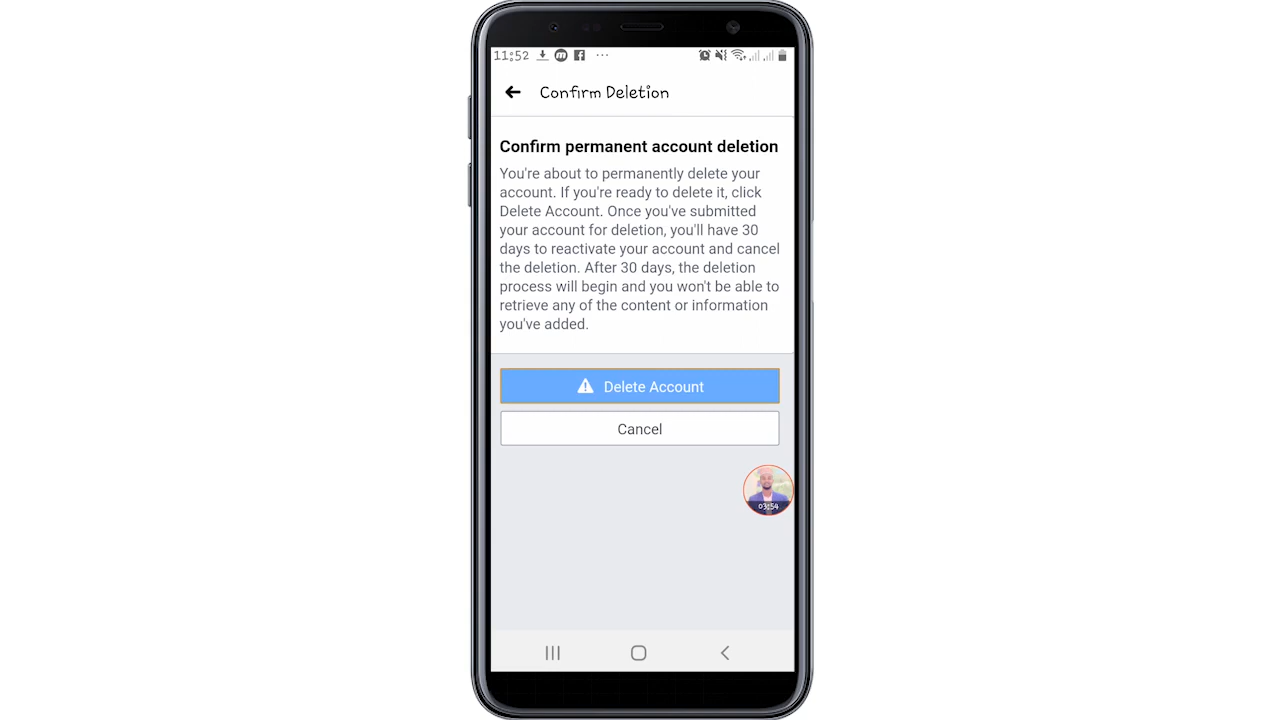 11:52
Confirm Deletion
Confirm permanent account deletion
You're about to permanently delete your
account. If you're ready to delete it, click
Delete Account. Once you've submitted
your account for deletion, you'll have 30
days to reactivate your account and cancel
the deletion. After 30 days, the deletion
process will begin and you won't be able to
retrieve any of the content or information
you've added.
Delete Account
Cancel
03:54